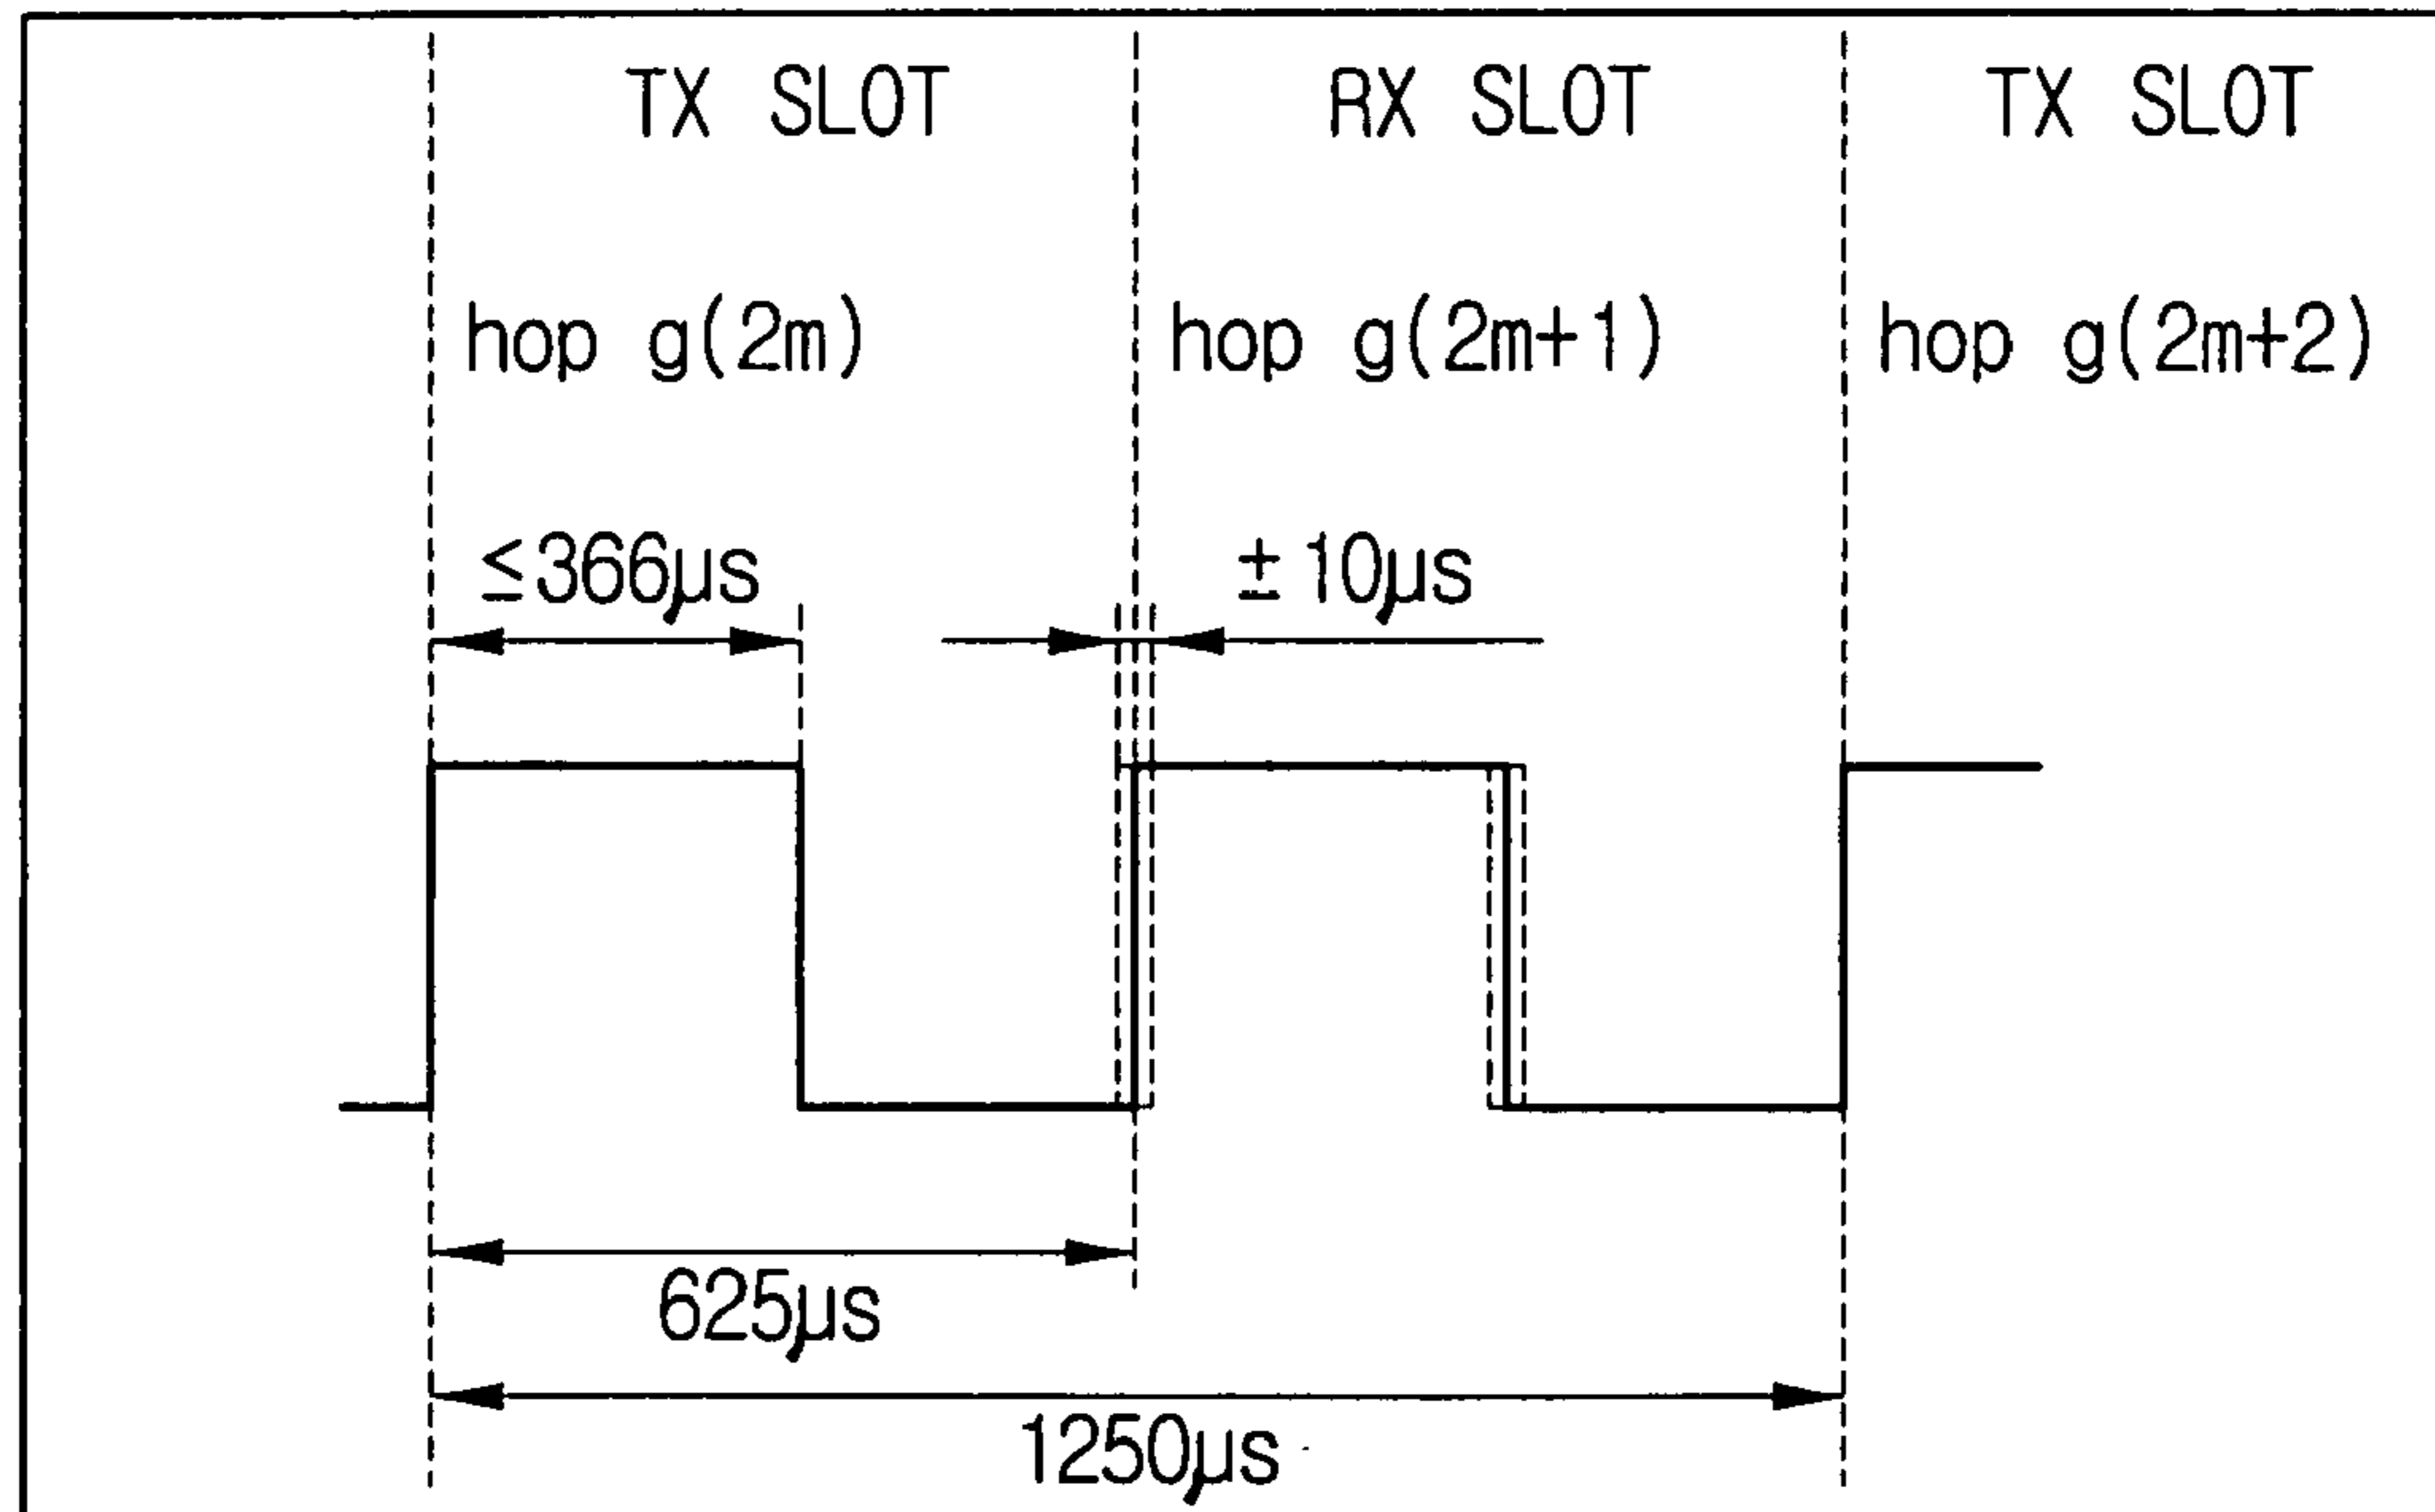 TX SLOT RX SLOT TX SLOT
hop g(2m) hop g(2m+1) hop g(2m+2)
≤366µs ±10µs
625µs
1250µs